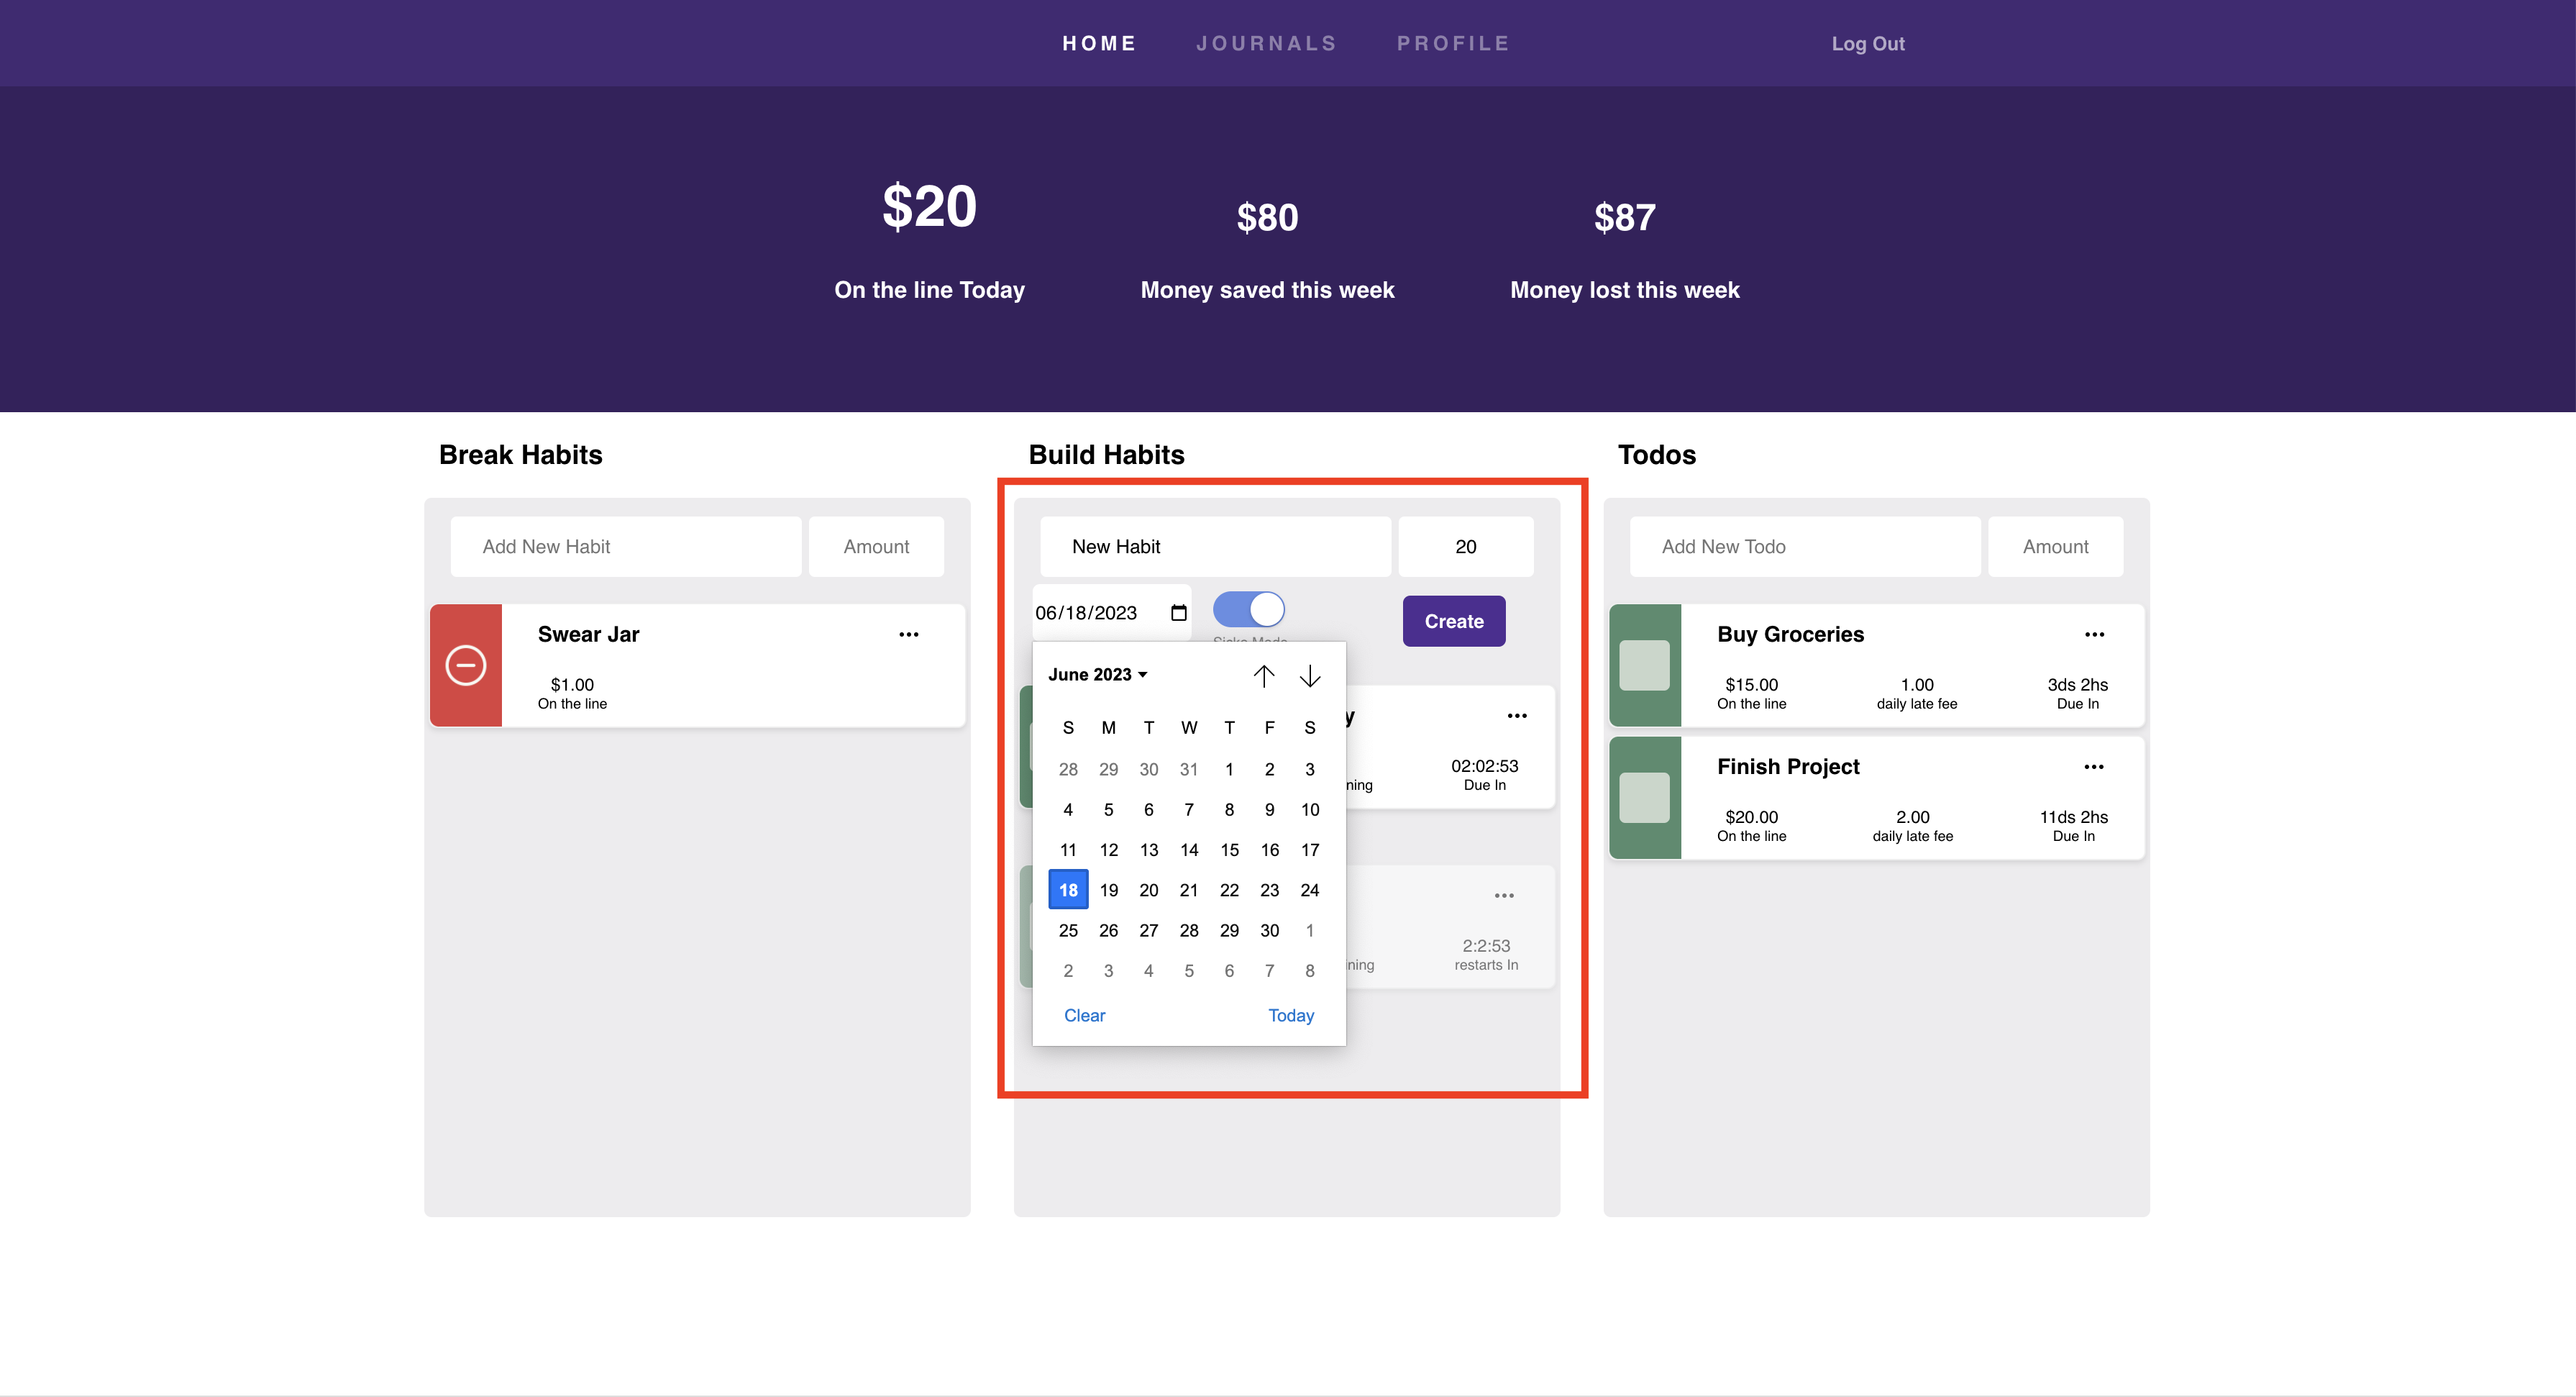 HOME JOURNALS PROFILE Log Out
$20 $80 $87
On the line Today Money saved this week Money lost this week
Break Habits
Add New Habit Amount
Swear Jar
$1.00
On the line
Build Habits
New Habit 20
06/18/2023 Create
June 2023
S M T W T F S
28 29 30 31 1 2 3
4 5 6 7 8 9 10
11 12 13 14 15 16 17
18 19 20 21 22 23 24
25 26 27 28 29 30 1
2 3 4 5 6 7 8
Clear Today
02:02:53
Due In
2:2:53
restarts In
Todos
Add New Todo Amount
Buy Groceries
$15.00 1.00 3ds 2hs
On the line daily late fee Due In
Finish Project
$20.00 2.00 11ds 2hs
On the line daily late fee Due In